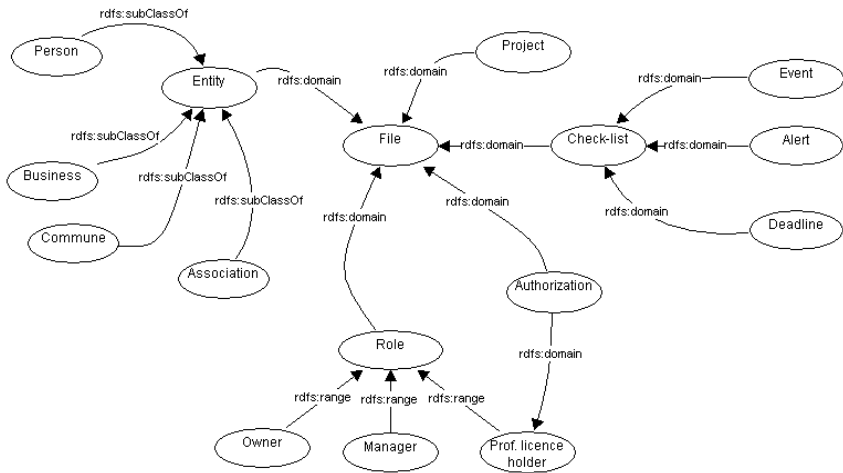 rdfs:subClassOf
Person
Project
Entity
rdfs:domain
rdfs:domain
Event
rdfs:domain
rdfs:subClassOf
File
rdfs:domain
Check-list
rdfs:domain
Alert
Business
rdfs:subClassOf
rdfs:subClassOf
rdfs:domain
rdfs:domain
rdfs:domain
Deadline
Commune
Association
Authorization
Role
rdfs:domain
rdfs:range
rdfs:range
rdfs:range
Owner
Manager
Prof. licence
holder